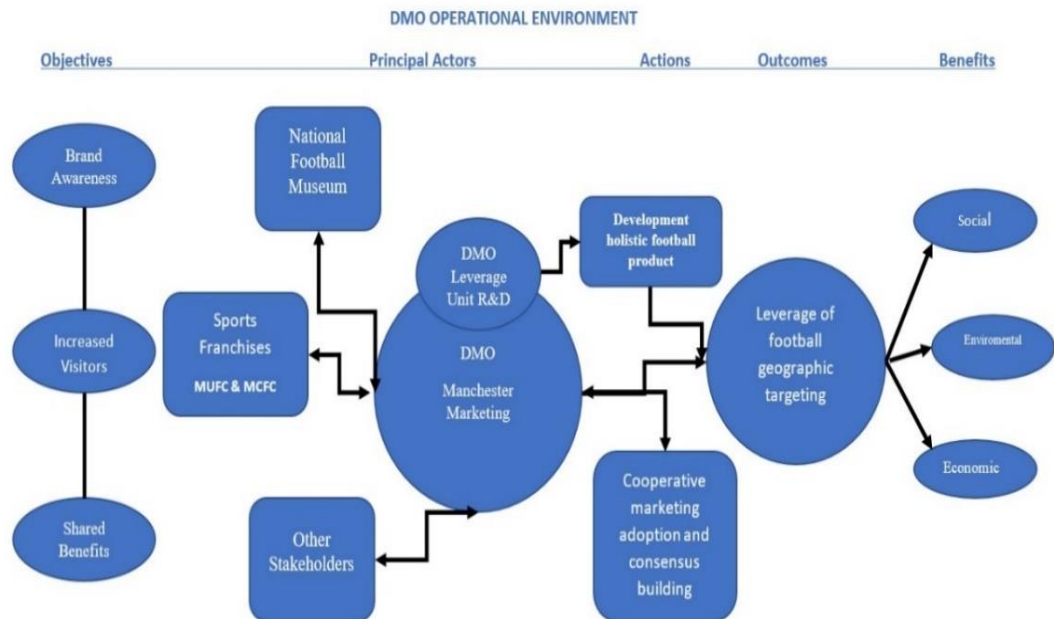 DMO OPERATIONAL ENVIRONMENT
Objectives
Principal Actors
Actions
Outcomes
Benefits
Brand
Awareness
Increased
Visitors
Shared
Benefits
National
Football
Museum
Sports
Franchises
MUFC & MCFC
Other
Stakeholders
DMO
Leverage
Unit R&D
DMO
Manchester
Marketing
Development
holistic football
product
Cooperative
marketing
adoption and
consensus
building
Leverage of
football
geographic
targeting
Social
Enviromental
Economic